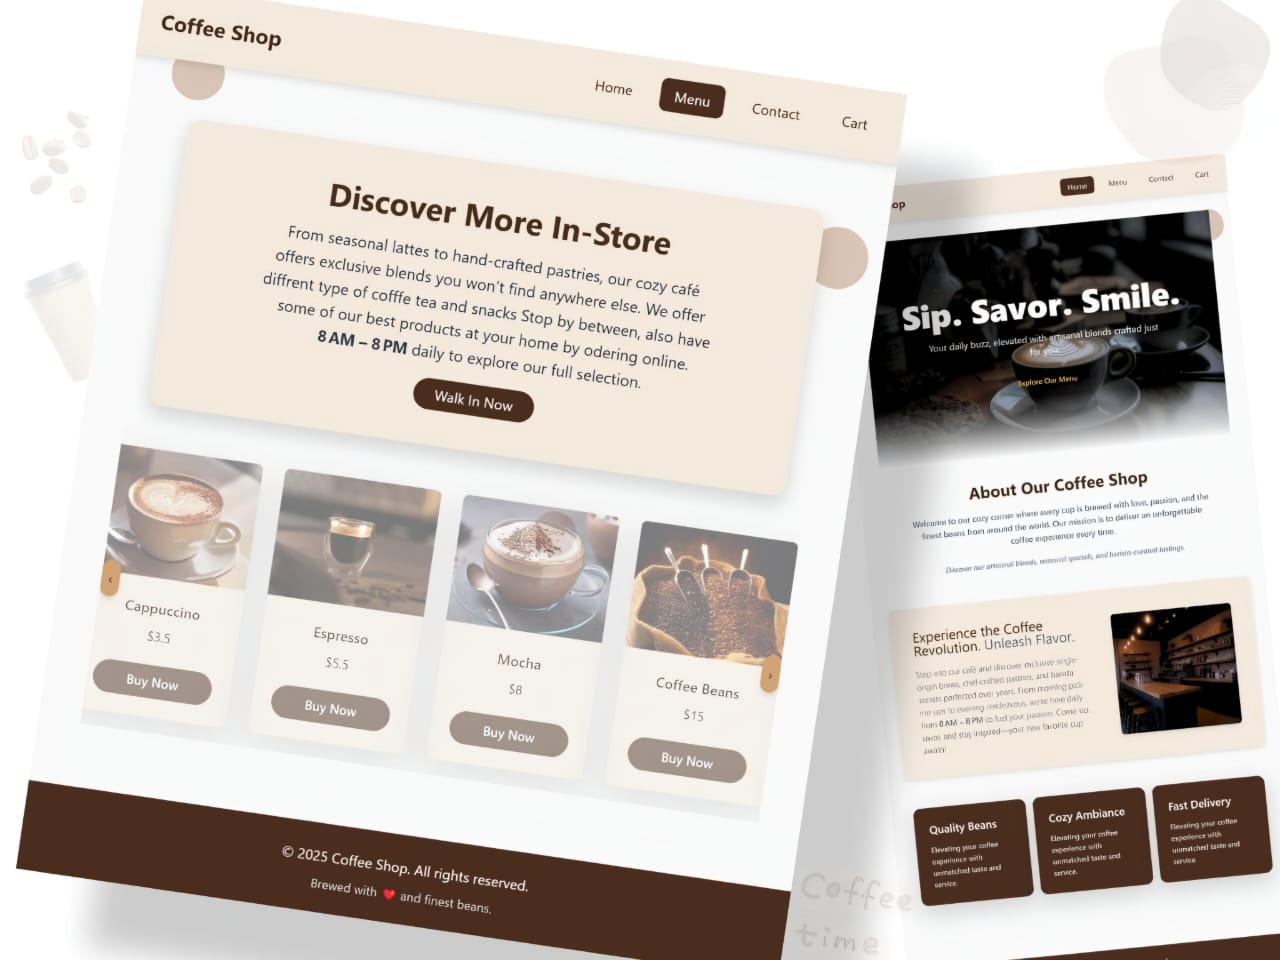 Coffee Shop
Home
Menu
Contact
Cart
Discover More In-Store
From seasonal lattes to hand-crafted pastries, our cozy café
offers exclusive blends you won't find anywhere else. We offer
diffrent type of cofffe tea and snacks Stop by between, also have
some of our best products at your home by odering online.
8 AM – 8 PM daily to explore our full selection.
Walk In Now
‹
Cappuccino
$3.5
Buy Now
Espresso
$5.5
Buy Now
Mocha
$8
Buy Now
Coffee Beans
$15
Buy Now
›
© 2025 Coffee Shop. All rights reserved.
Brewed with ❤️ and finest beans.
op
Home
Menu
Contact
Cart
Sip. Savor. Smile.
Your daily buzz, elevated with artisanal blends crafted just
for you.
Explore Our Menu
About Our Coffee Shop
Welcome to our cozy corner where every cup is brewed with love, passion, and the
finest beans from around the world. Our mission is to deliver an unforgettable
coffee experience every time.
Discover our artisanal blends, seasonal specials, and barista-curated tastings.
Experience the Coffee
Revolution. Unleash Flavor.
Step into our café and discover exclusive single-
origin brews, chef-crafted pastries, and barista
secrets perfected over years. From morning pick-
me-ups to evening rendezvous, we're here daily
from 8 AM – 8 PM to fuel your passion. Come
savor, and stay inspired—your new favorite cup
awaits!
Quality Beans
Elevating your coffee
experience with
unmatched taste and
service.
Cozy Ambiance
Elevating your coffee
experience with
unmatched taste and
service.
Fast Delivery
Elevating your coffee
experience with
unmatched taste and
service.
Coffee
time